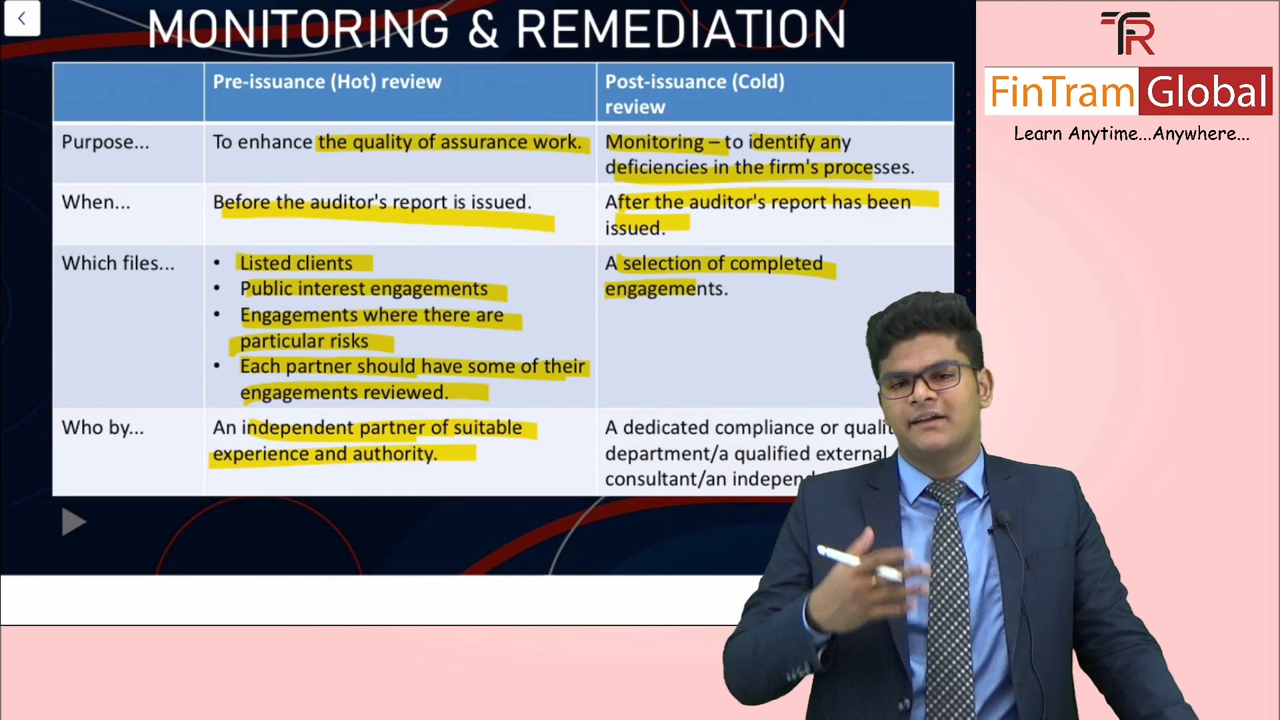 MONITORING & REMEDIATION
TFR
FinTram Global
Learn Anytime...Anywhere...
Pre-issuance (Hot) review
Post-issuance (Cold)
review
Purpose...
To enhance the quality of assurance work.
Monitoring – to identify any
deficiencies in the firm's processes.
When...
Before the auditor's report is issued.
After the auditor's report has been
issued.
Which files...
• Listed clients
• Public interest engagements
• Engagements where there are
particular risks
• Each partner should have some of their
engagements reviewed.
A selection of completed
engagements.
Who by...
An independent partner of suitable
experience and authority.
A dedicated compliance or
department/a qualified external
consultant/an